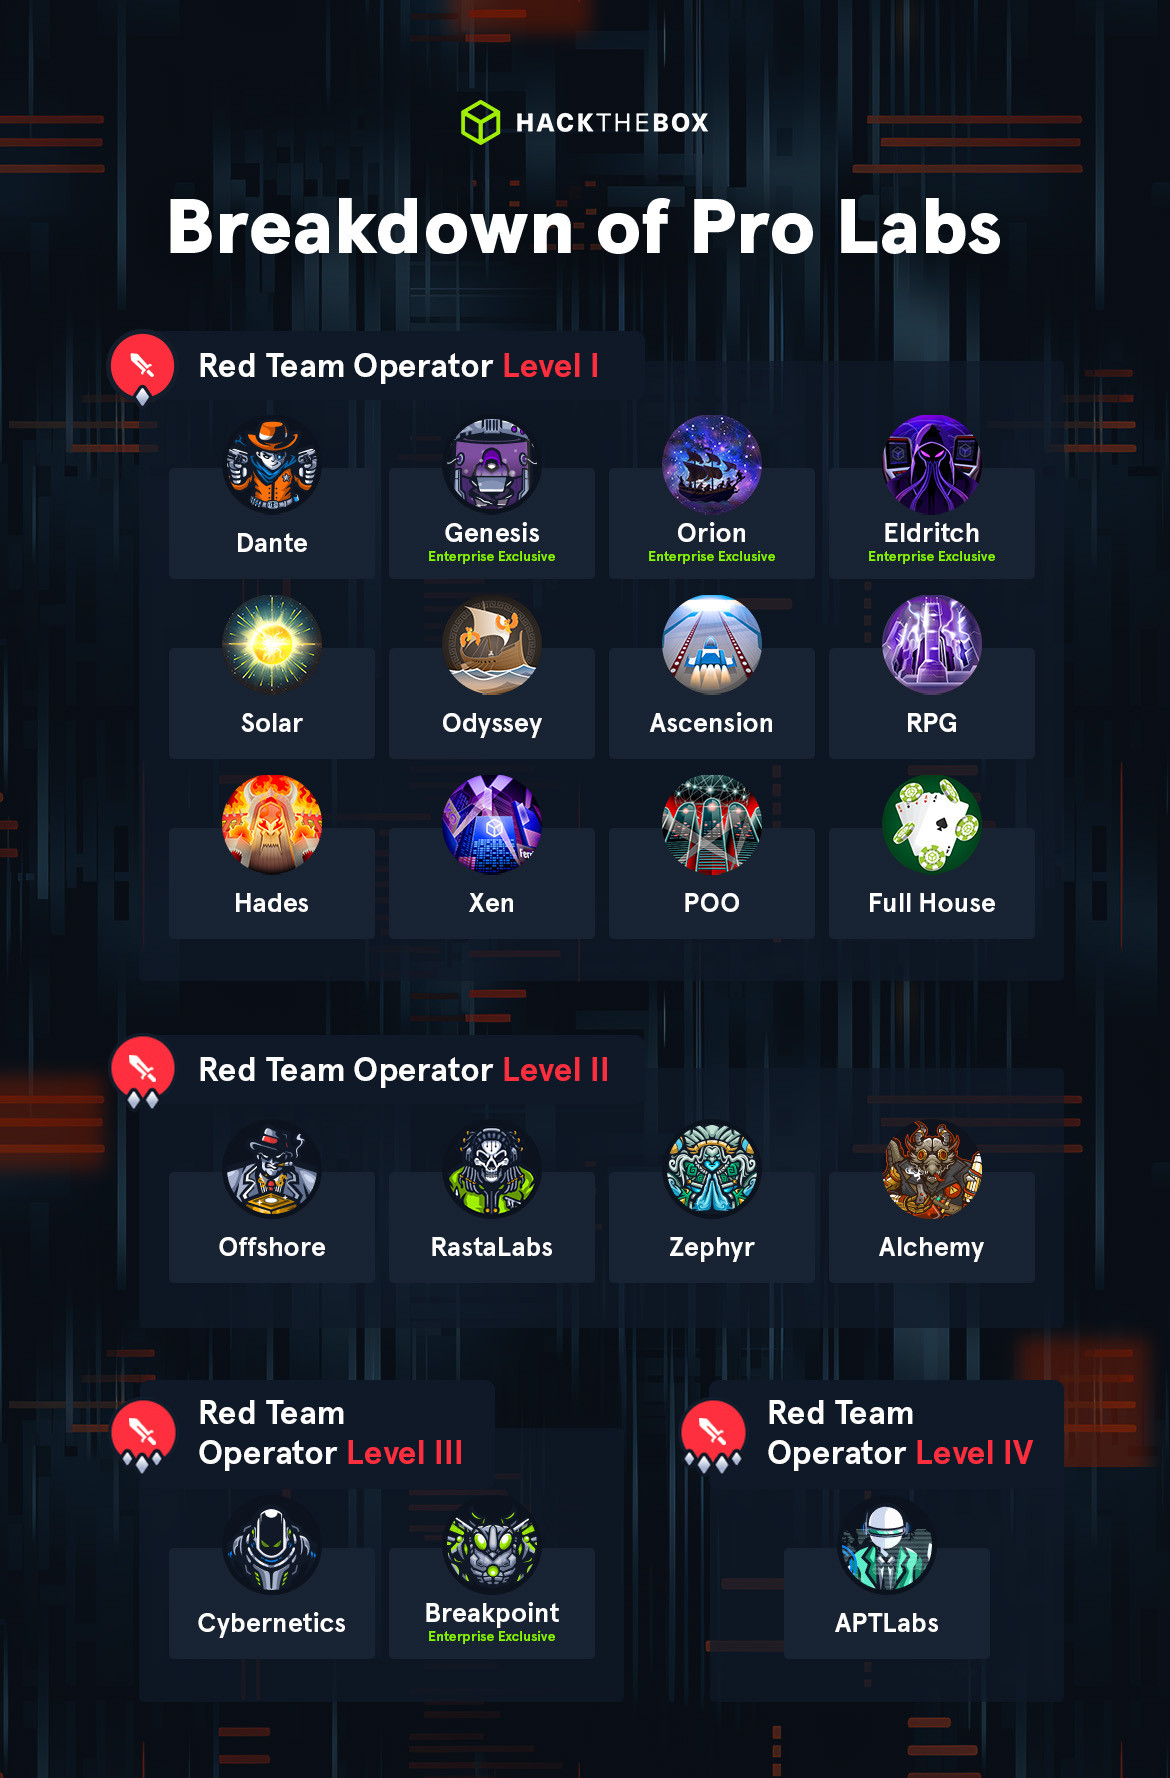 HACKTHEBOX
Breakdown of Pro Labs
Red Team Operator Level I
Dante
Genesis
Enterprise Exclusive
Orion
Enterprise Exclusive
Eldritch
Enterprise Exclusive
Solar
Odyssey
Ascension
RPG
Hades
Xen
POO
Full House
Red Team Operator Level II
Offshore
RastaLabs
Zephyr
Alchemy
Red Team
Operator Level III
Cybernetics
Breakpoint
Enterprise Exclusive
Red Team
Operator Level IV
APTLabs